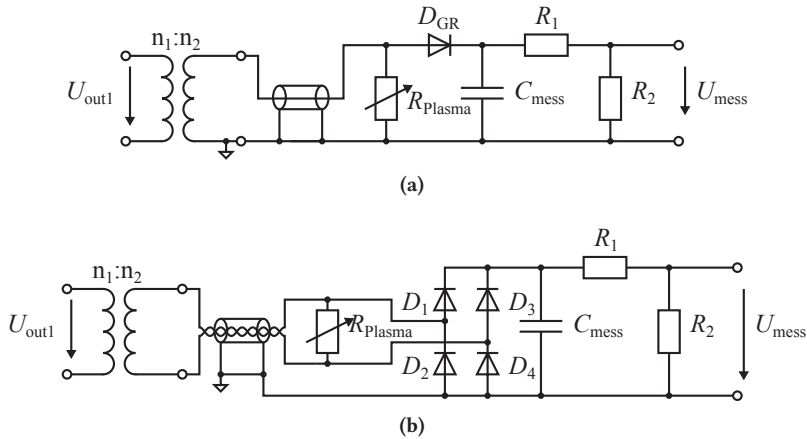 n1:n2
DGR
R1
Uout1
RPlasma
Cmess
R2
Umess
(a)
n1:n2
R1
Uout1
RPlasma
D1
D3
Cmess
R2
Umess
D2
D4
(b)